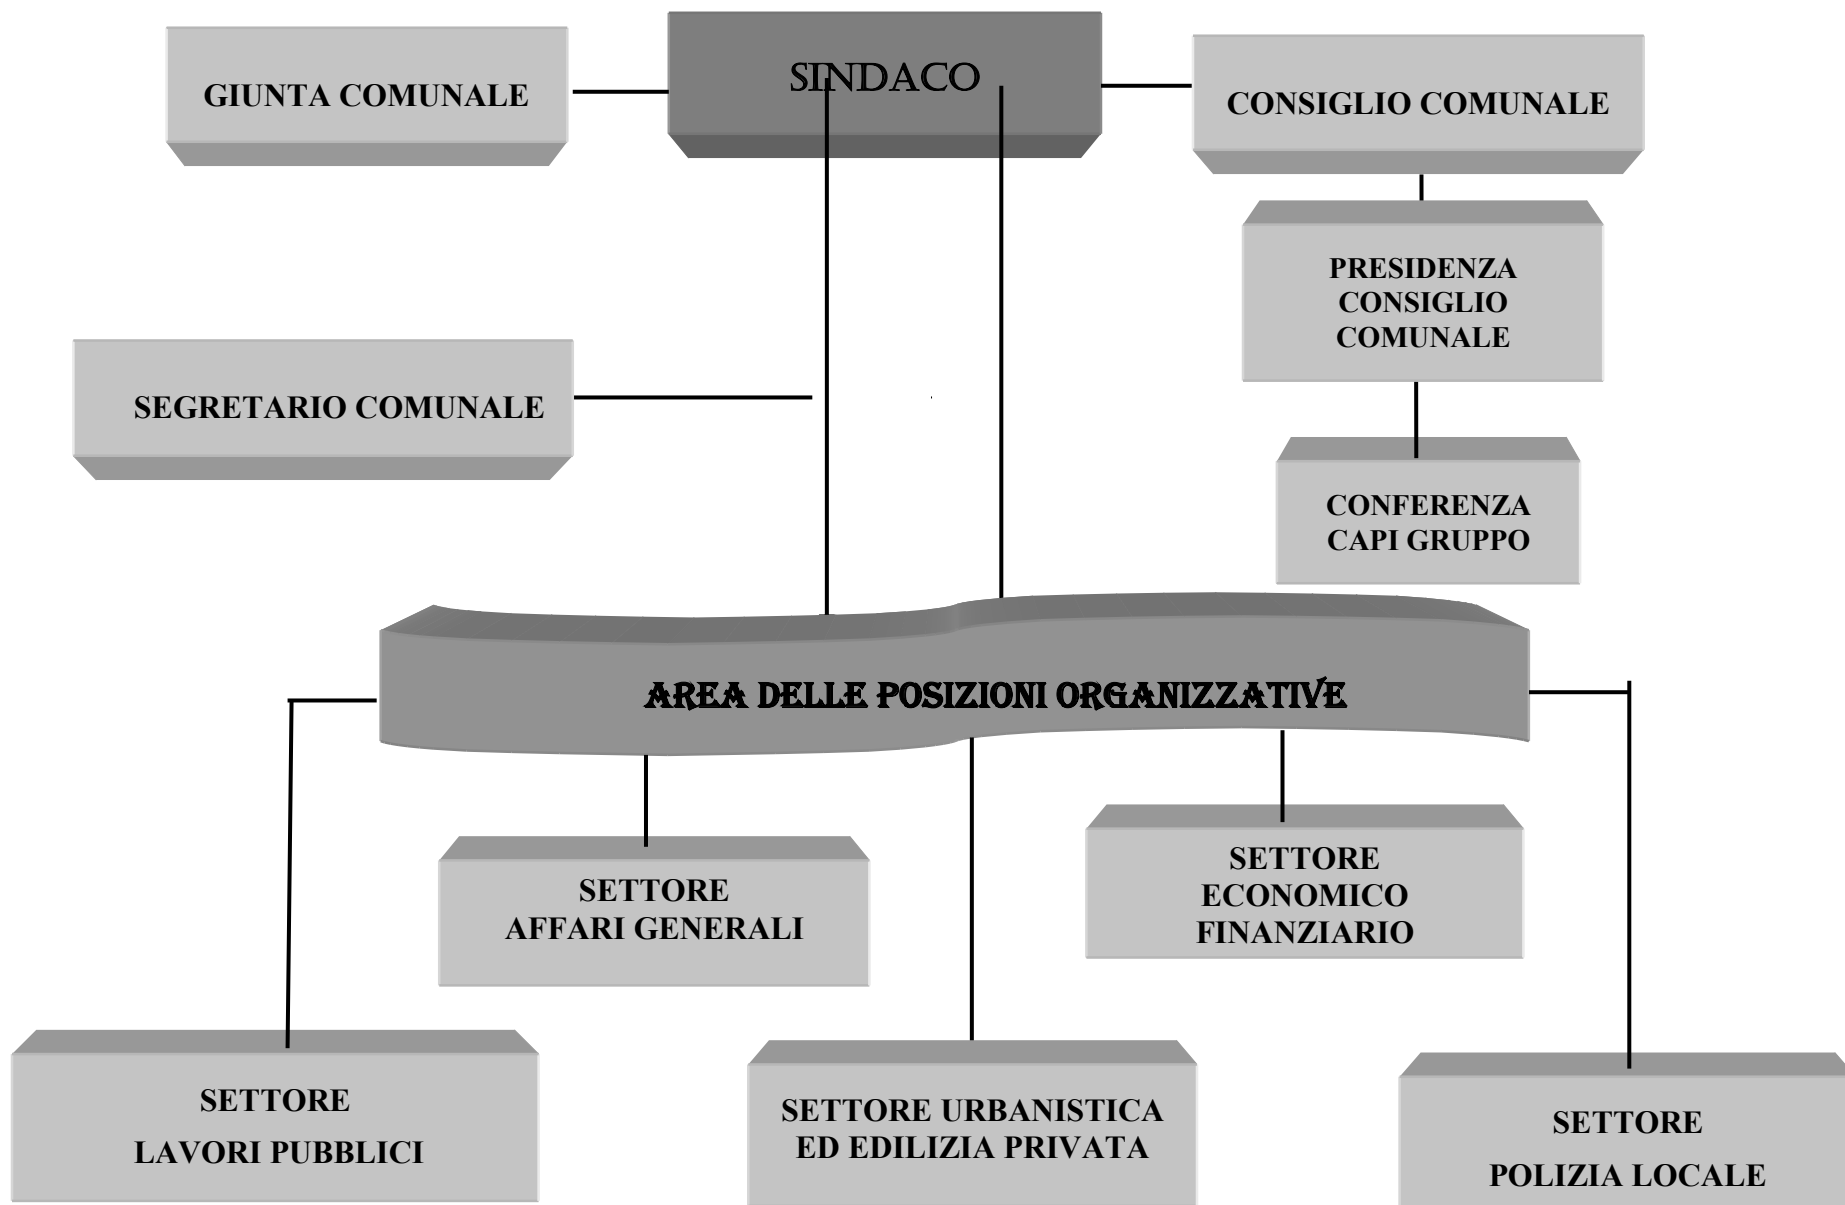 GIUNTA COMUNALE
SINDACO
CONSIGLIO COMUNALE
PRESIDENZA
CONSIGLIO
COMUNALE
SEGRETARIO COMUNALE
CONFERENZA
CAPI GRUPPO
AREA DELLE POSIZIONI ORGANIZZATIVE
SETTORE
AFFARI GENERALI
SETTORE
ECONOMICO
FINANZIARIO
SETTORE
LAVORI PUBBLICI
SETTORE URBANISTICA
ED EDILIZIA PRIVATA
SETTORE
POLIZIA LOCALE